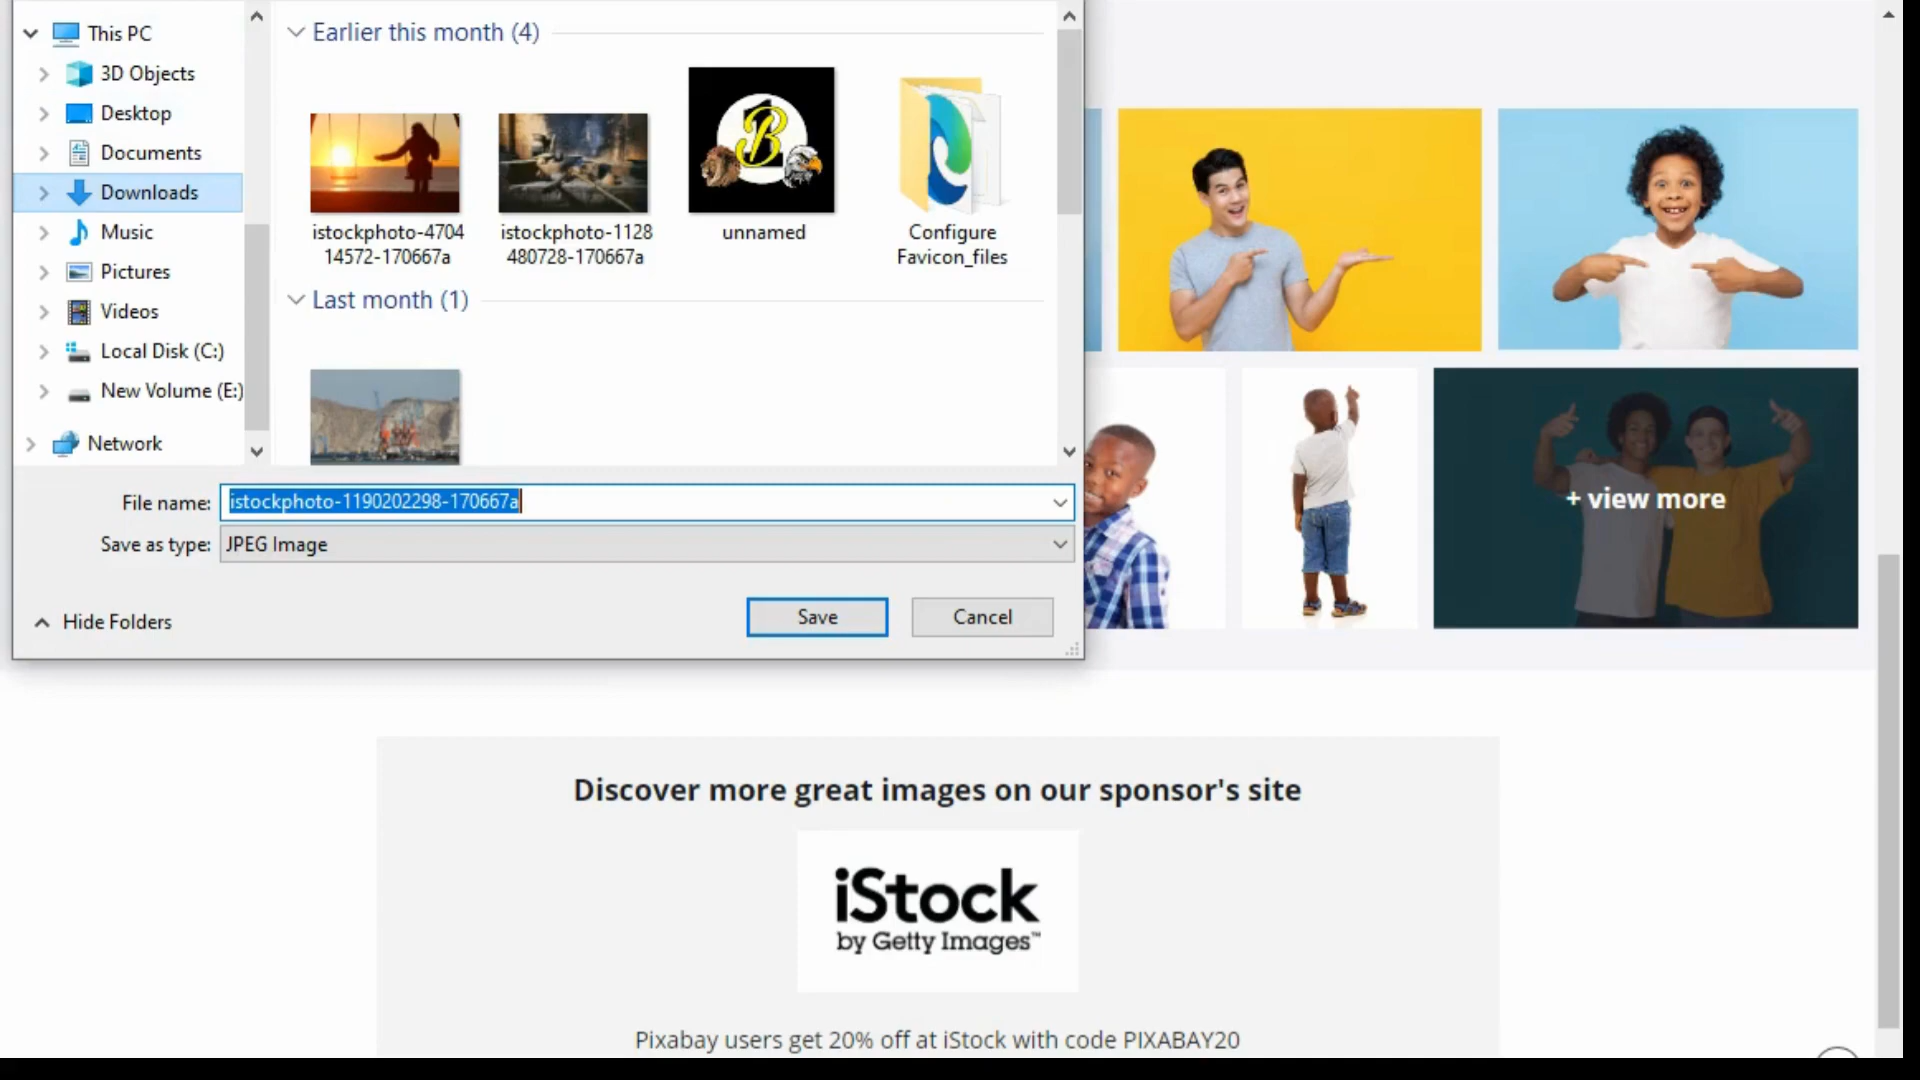 This PC
3D Objects
Desktop
Documents
Downloads
Music
Pictures
Videos
Local Disk (C:)
New Volume (E:)
Network
Earlier this month (4)
istockphoto-4704
14572-170667a
istockphoto-1128
480728-170667a
B
unnamed
Configure
Favicon_files
Last month (1)
File name: istockphoto-1190202298-170667a
Save as type: JPEG Image
Hide Folders
Save
Cancel
+ view more
Discover more great images on our sponsor's site
iStock
by Getty Images™
Pixabay users get 20% off at iStock with code PIXABAY20